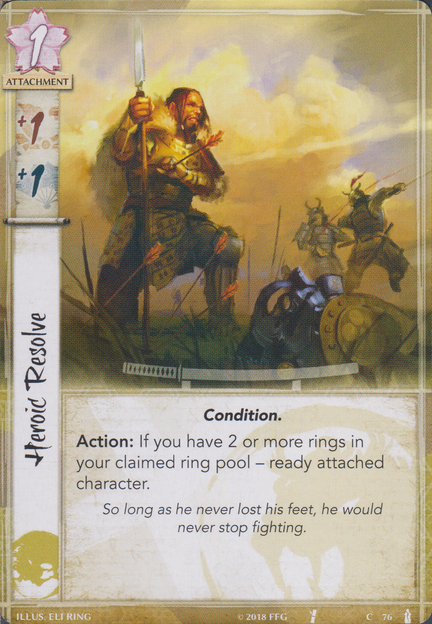 1
ATTACHMENT
+1
+1
Heroic Resolve
Condition.
Action: If you have 2 or more rings in
your claimed ring pool – ready attached
character.
So long as he never lost his feet, he would
never stop fighting.
ILLUS. ELI RING
© 2018 FFG
C 76